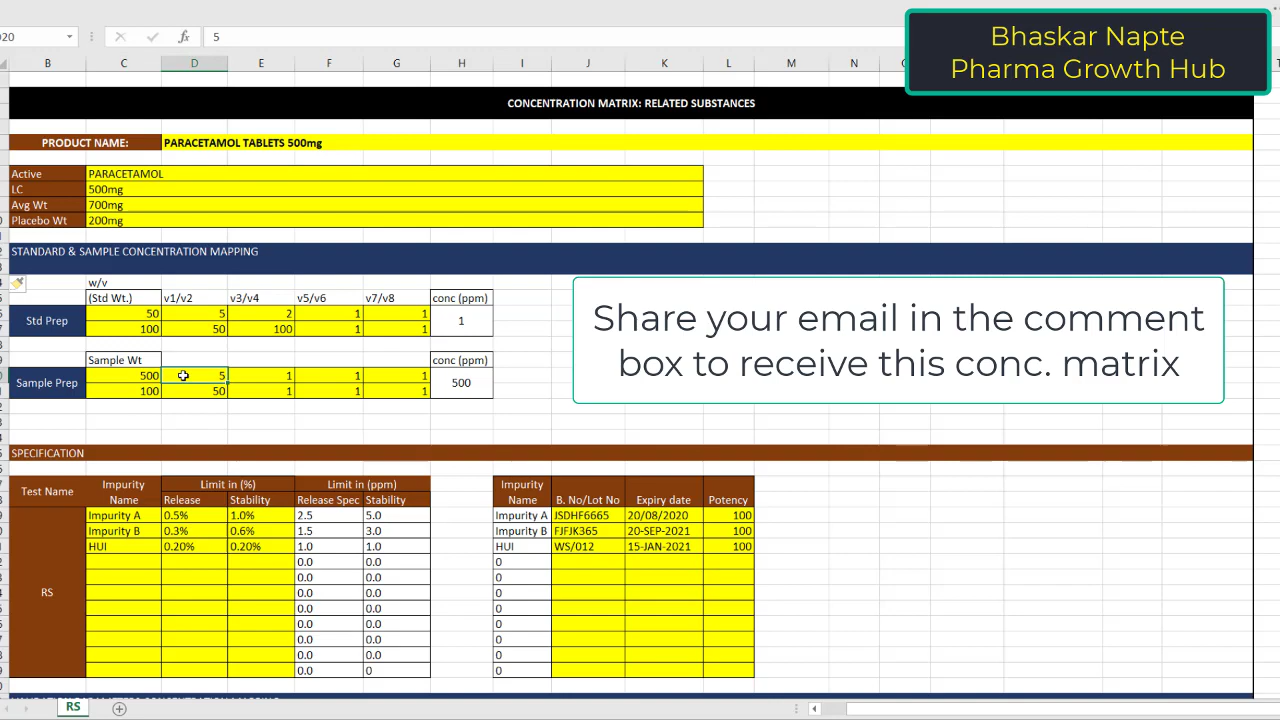 Bhaskar Napte
Pharma Growth Hub
020
fx
5
B C D E F G H I J K L M N
CONCENTRATION MATRIX: RELATED SUBSTANCES
PRODUCT NAME: PARACETAMOL TABLETS 500mg
Active PARACETAMOL
LC 500mg
Avg Wt 700mg
Placebo Wt 200mg
STANDARD & SAMPLE CONCENTRATION MAPPING
w/v
(Std Wt.) v1/v2 v3/v4 v5/v6 v7/v8 conc (ppm)
Std Prep 50 5 2 1 1 1
100 50 100 1 1
Sample Wt conc (ppm)
Sample Prep 500 5 1 1 1 500
100 50 1 1 1
Share your email in the comment
box to receive this conc. matrix
SPECIFICATION
Test Name Impurity Name Limit in (%) Limit in (ppm) Impurity Name B. No/Lot No Expiry date Potency
Release Stability Release Spec Stability
Impurity A 0.5% 1.0% 2.5 5.0 Impurity A JSDHF6665 20/08/2020 100
Impurity B 0.3% 0.6% 1.5 3.0 Impurity B FJFJK365 20-SEP-2021 100
HUI 0.20% 0.20% 1.0 1.0 HUI WS/012 15-JAN-2021 100
0.0 0.0 0
0.0 0.0 0
RS 0.0 0.0 0
0.0 0.0 0
0.0 0.0 0
0.0 0.0 0
0.0 0.0 0
0.0 0 0
RS